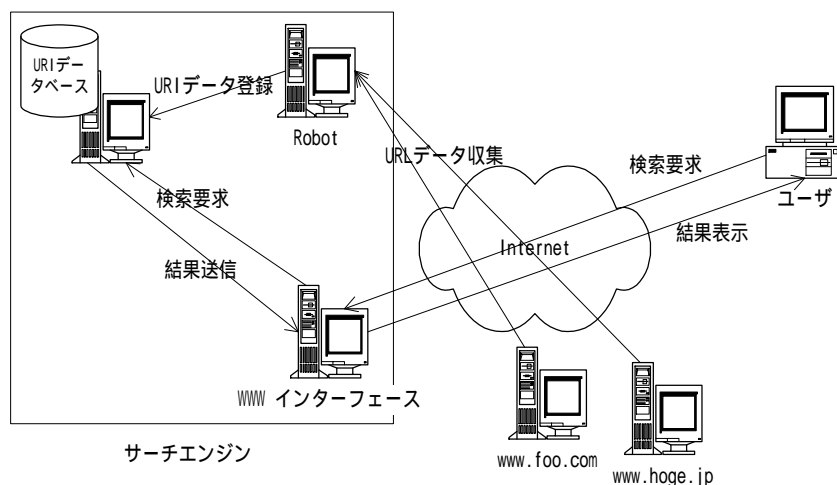 URIデー
タベース
URIデータ登録
Robot
URLデータ収集
検索要求
ユーザ
検索要求
結果表示
Internet
結果送信
WWW インターフェース
サーチエンジン
www.foo.com
www.hoge.jp